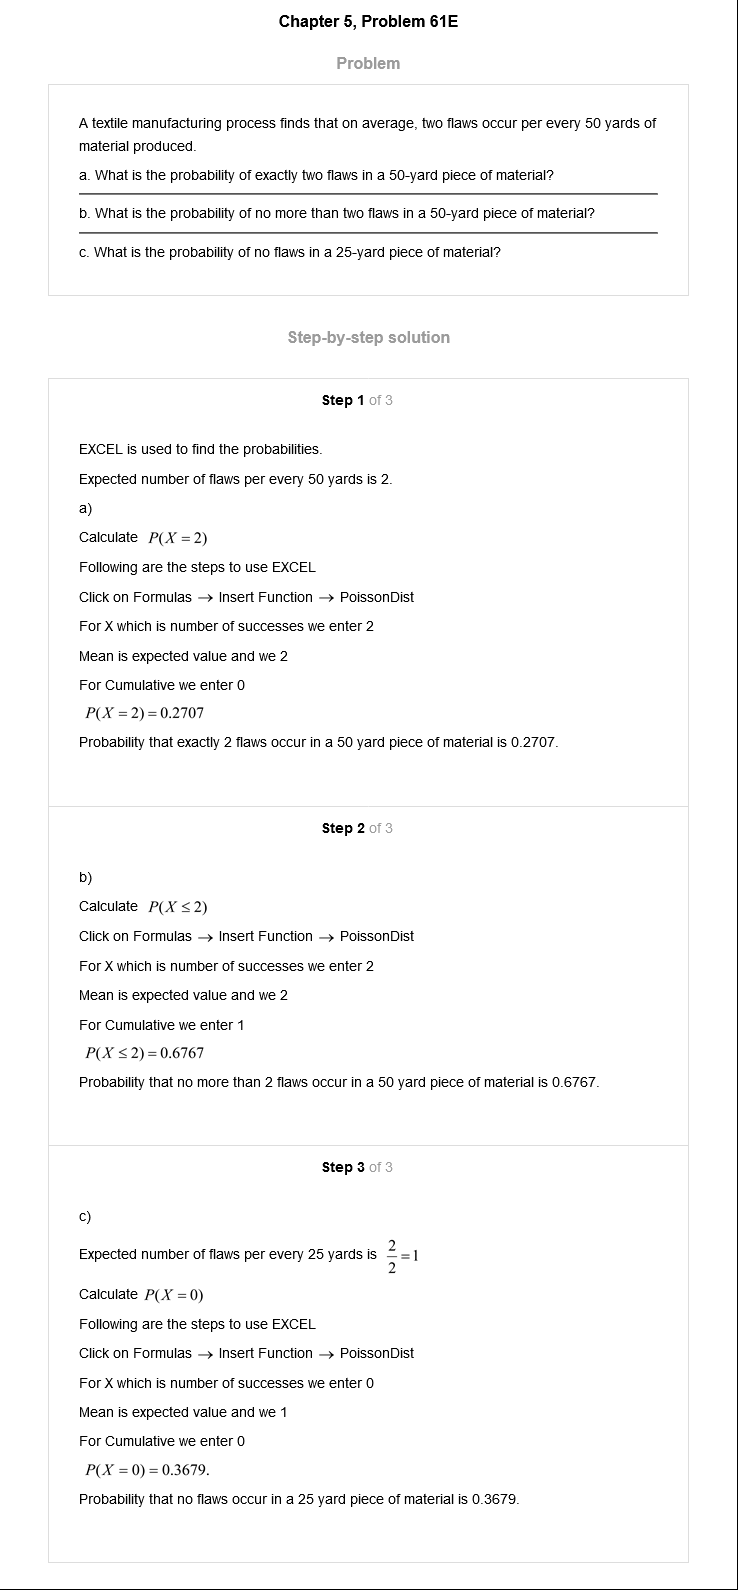 Chapter 5, Problem 61E
Problem
A textile manufacturing process finds that on average, two flaws occur per every 50 yards of
material produced.
a. What is the probability of exactly two flaws in a 50-yard piece of material?
b. What is the probability of no more than two flaws in a 50-yard piece of material?
c. What is the probability of no flaws in a 25-yard piece of material?
Step-by-step solution
Step 1 of 3
EXCEL is used to find the probabilities.
Expected number of flaws per every 50 yards is 2.
a)
Calculate P(X = 2)
Following are the steps to use EXCEL
Click on Formulas → Insert Function → PoissonDist
For X which is number of successes we enter 2
Mean is expected value and we 2
For Cumulative we enter 0
P(X = 2) = 0.2707
Probability that exactly 2 flaws occur in a 50 yard piece of material is 0.2707.
Step 2 of 3
b)
Calculate P(X ≤ 2)
Click on Formulas → Insert Function → PoissonDist
For X which is number of successes we enter 2
Mean is expected value and we 2
For Cumulative we enter 1
P(X ≤ 2) = 0.6767
Probability that no more than 2 flaws occur in a 50 yard piece of material is 0.6767.
Step 3 of 3
c)
Expected number of flaws per every 25 yards is 2/2 = 1
Calculate P(X = 0)
Following are the steps to use EXCEL
Click on Formulas → Insert Function → PoissonDist
For X which is number of successes we enter 0
Mean is expected value and we 1
For Cumulative we enter 0
P(X = 0) = 0.3679.
Probability that no flaws occur in a 25 yard piece of material is 0.3679.